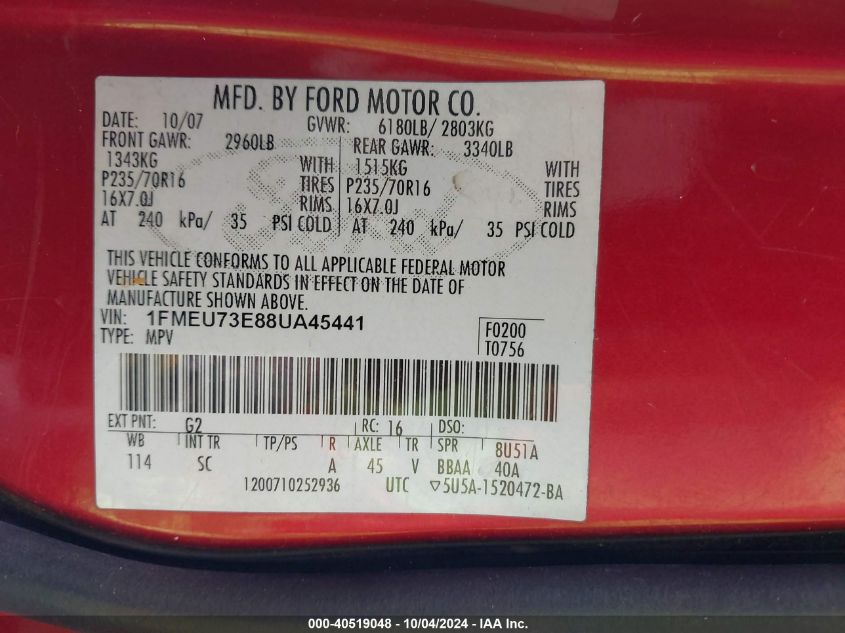 MFD. BY FORD MOTOR CO.
DATE: 10/07 GVWR: 6180LB/ 2803KG
FRONT GAWR: 2960LB REAR GAWR: 3340LB
1343KG WITH 1515KG WITH
P235/70R16 TIRES P235/70R16 TIRES
16X7.0J RIMS 16X7.0J RIMS
AT 240 kPa/ 35 PSI COLD AT 240 kPa/ 35 PSI COLD
THIS VEHICLE CONFORMS TO ALL APPLICABLE FEDERAL MOTOR
VEHICLE SAFETY STANDARDS IN EFFECT ON THE DATE OF
MANUFACTURE SHOWN ABOVE.
VIN: 1FMEU73E88UA45441 F0200
TYPE: MPV T0756
EXT PNT: G2 RC: 16 DSO:
WB INT TR TP/PS R AXLE TR SPR 8U51A
114 SC A 45 V BBAA 40A
1200710252936 UTC ▽5U5A-1520472-BA
000-40519048 - 10/04/2024 - IAA Inc.